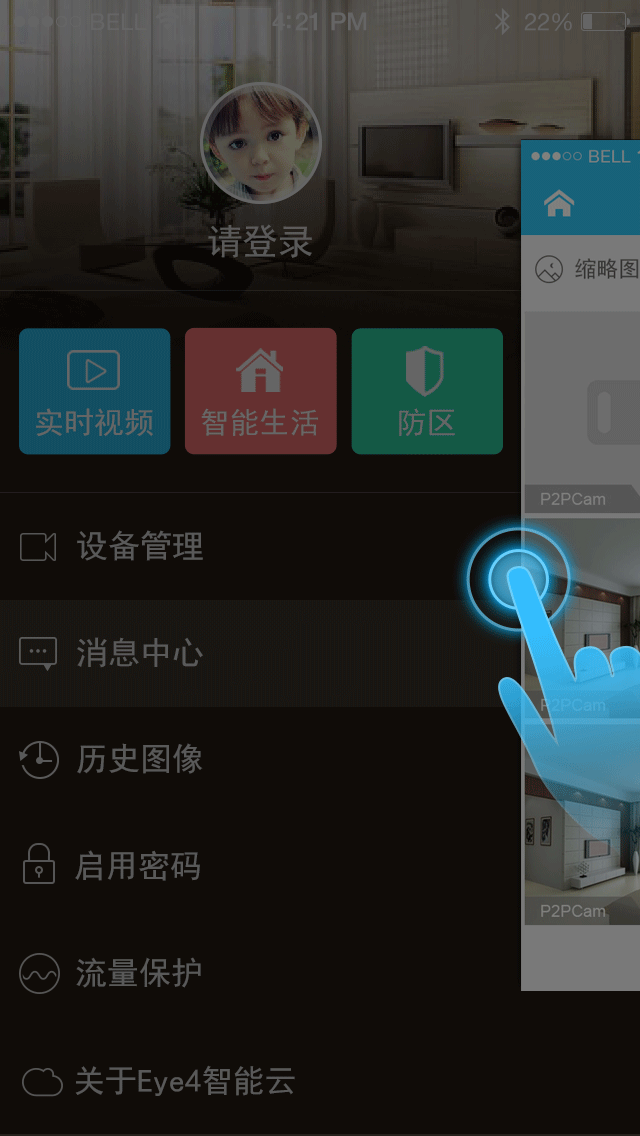 BELL 4:21 PM 22%
BELL
请登录
缩略图
实时视频 智能生活 防区
P2PCam
设备管理
消息中心
P2PCam
历史图像
启用密码
P2PCam
流量保护
关于Eye4智能云